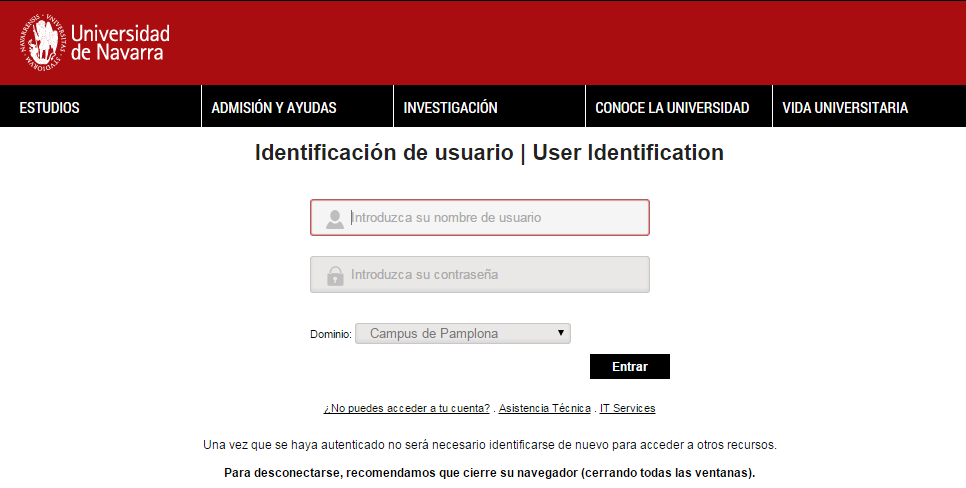 NAVARRENSIS · UNIVERSITAS · STUDIORUM
Universidad
de Navarra
ESTUDIOS
ADMISIÓN Y AYUDAS
INVESTIGACIÓN
CONOCE LA UNIVERSIDAD
VIDA UNIVERSITARIA
Identificación de usuario | User Identification
Introduzca su nombre de usuario
Introduzca su contraseña
Dominio: Campus de Pamplona
Entrar
¿No puedes acceder a tu cuenta? . Asistencia Técnica . IT Services
Una vez que se haya autenticado no será necesario identificarse de nuevo para acceder a otros recursos.
Para desconectarse, recomendamos que cierre su navegador (cerrando todas las ventanas).